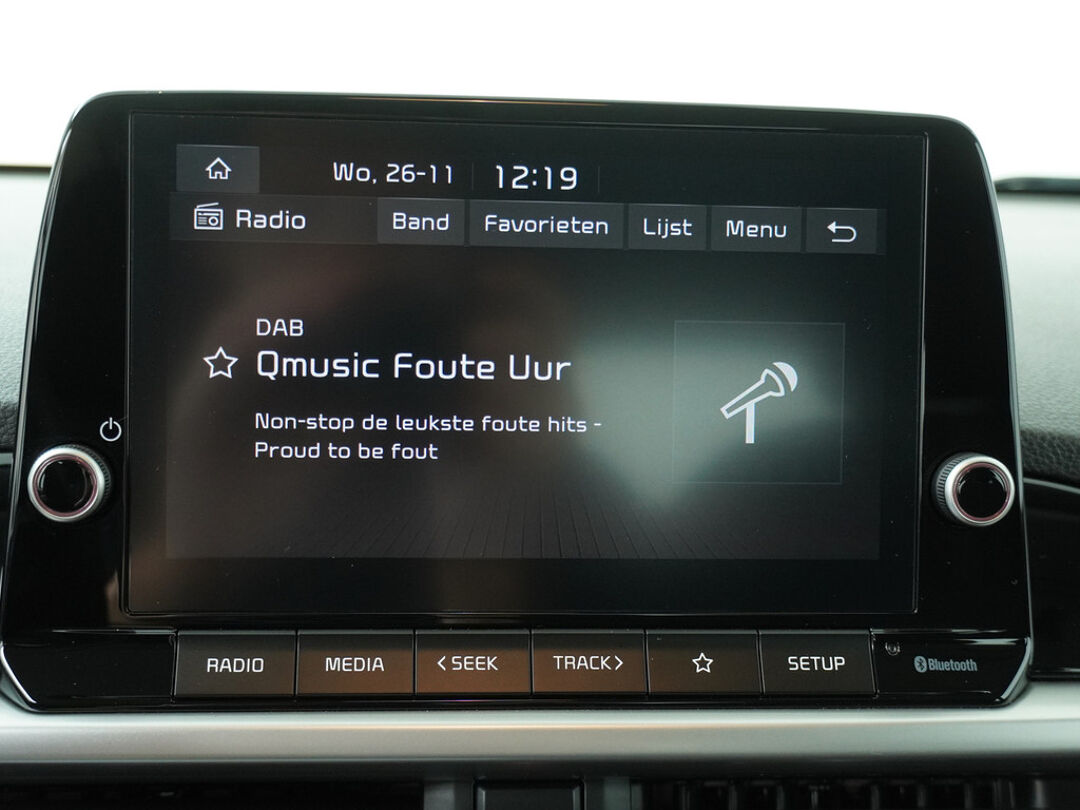 Wo, 26-11 12:19
Radio Band Favorieten Lijst Menu
DAB
Qmusic Foute Uur
Non-stop de leukste foute hits -
Proud to be fout
RADIO MEDIA <SEEK TRACK> SETUP Bluetooth